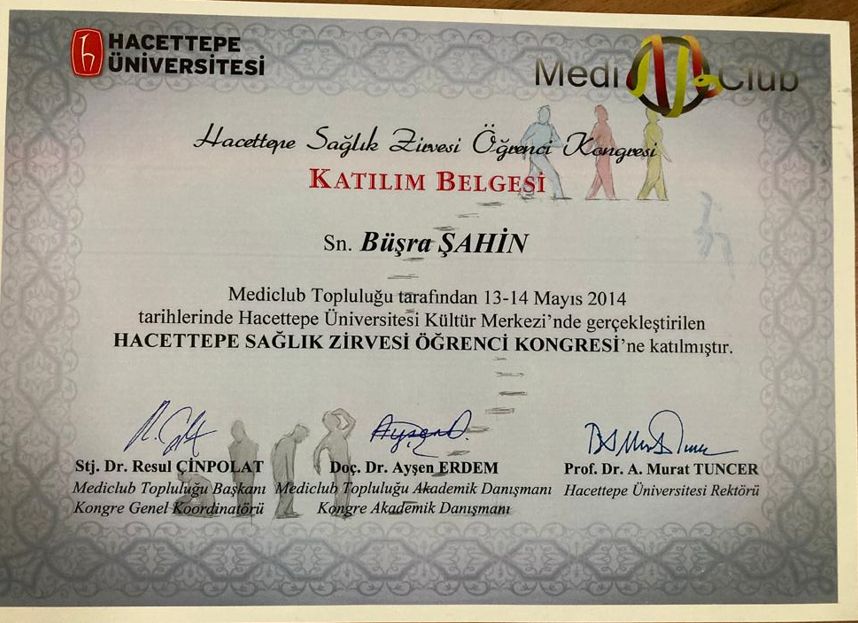 HACETTEPE
ÜNİVERSİTESİ
Medi Club
Hacettepe Sağlık Zirvesi Öğrenci Kongresi
KATILIM BELGESİ
Sn. Büşra ŞAHİN
Mediclub Topluluğu tarafından 13-14 Mayıs 2014
tarihlerinde Hacettepe Üniversitesi Kültür Merkezi’nde gerçekleştirilen
HACETTEPE SAĞLIK ZİRVESİ ÖĞRENCİ KONGRESİ’ne katılmıştır.
Stj. Dr. Resul ÇİNPOLAT
Mediclub Topluluğu Başkanı
Kongre Genel Koordinatörü
Doç. Dr. Ayşen ERDEM
Mediclub Topluluğu Akademik Danışmanı
Kongre Akademik Danışmanı
Prof. Dr. A. Murat TUNCER
Hacettepe Üniversitesi Rektörü